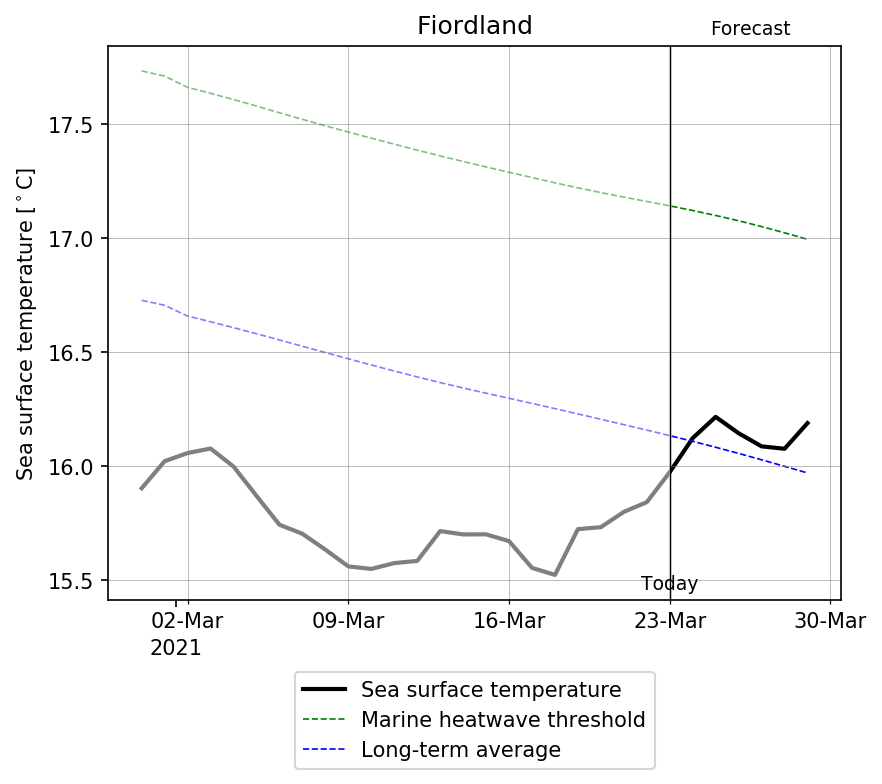 Fiordland
Forecast
Sea surface temperature [°C]
17.5
17.0
16.5
16.0
15.5
Today
02-Mar
09-Mar
16-Mar
23-Mar
30-Mar
2021
Sea surface temperature
Marine heatwave threshold
Long-term average